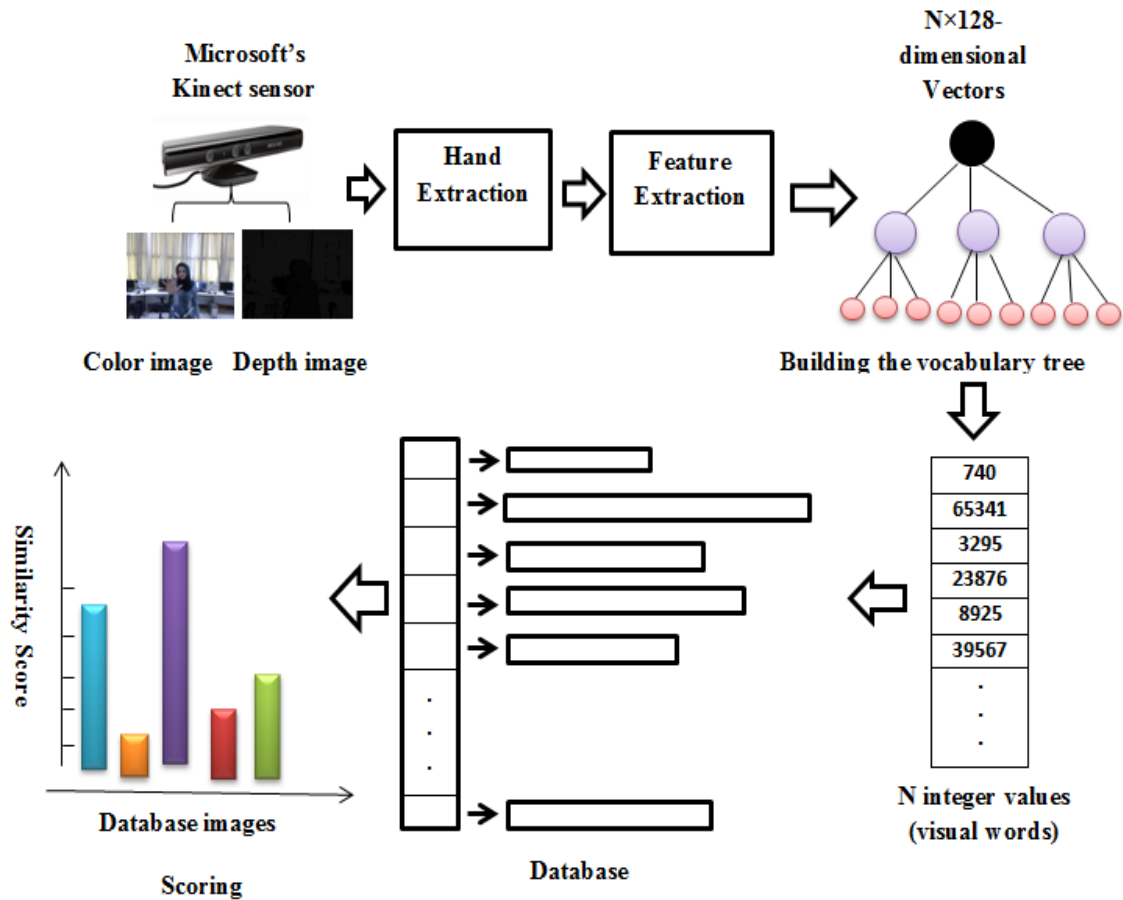 Microsoft's
Kinect sensor
N×128-
dimensional
Vectors
Hand
Extraction
Feature
Extraction
Color image
Depth image
Building the vocabulary tree
740
65341
3295
23876
8925
39567
.
.
.
N integer values
(visual words)
.
.
.
Database
Similarity Score
Database images
Scoring